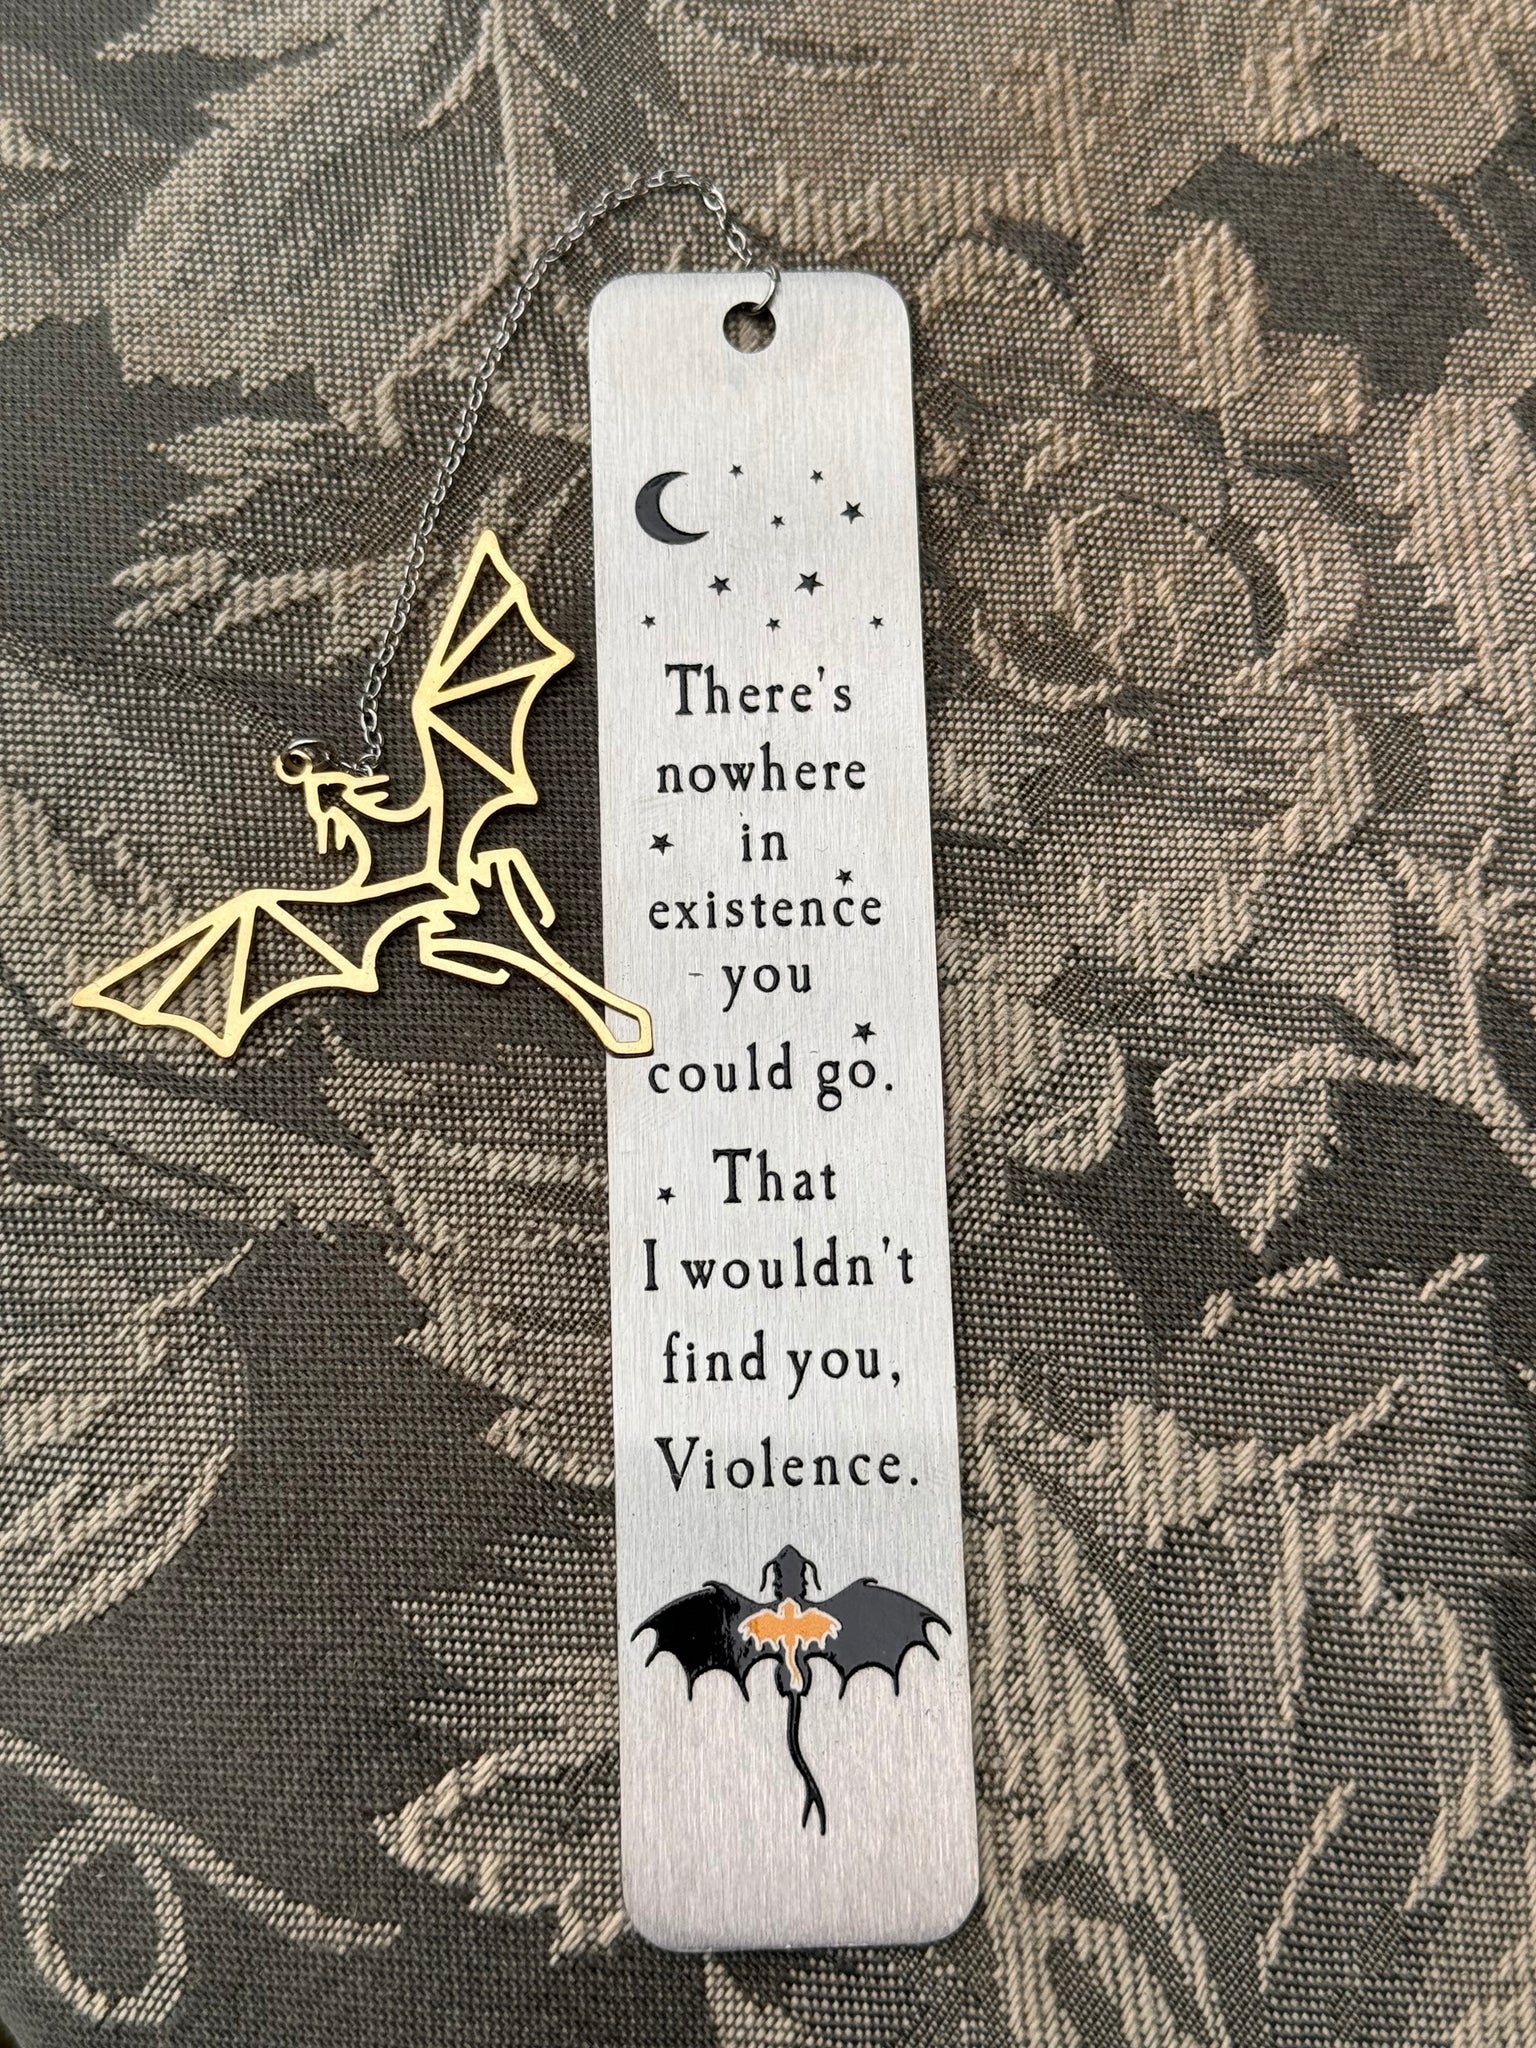 There's
nowhere
in
existence
you
could go.
That
I wouldn't
find you,
Violence.